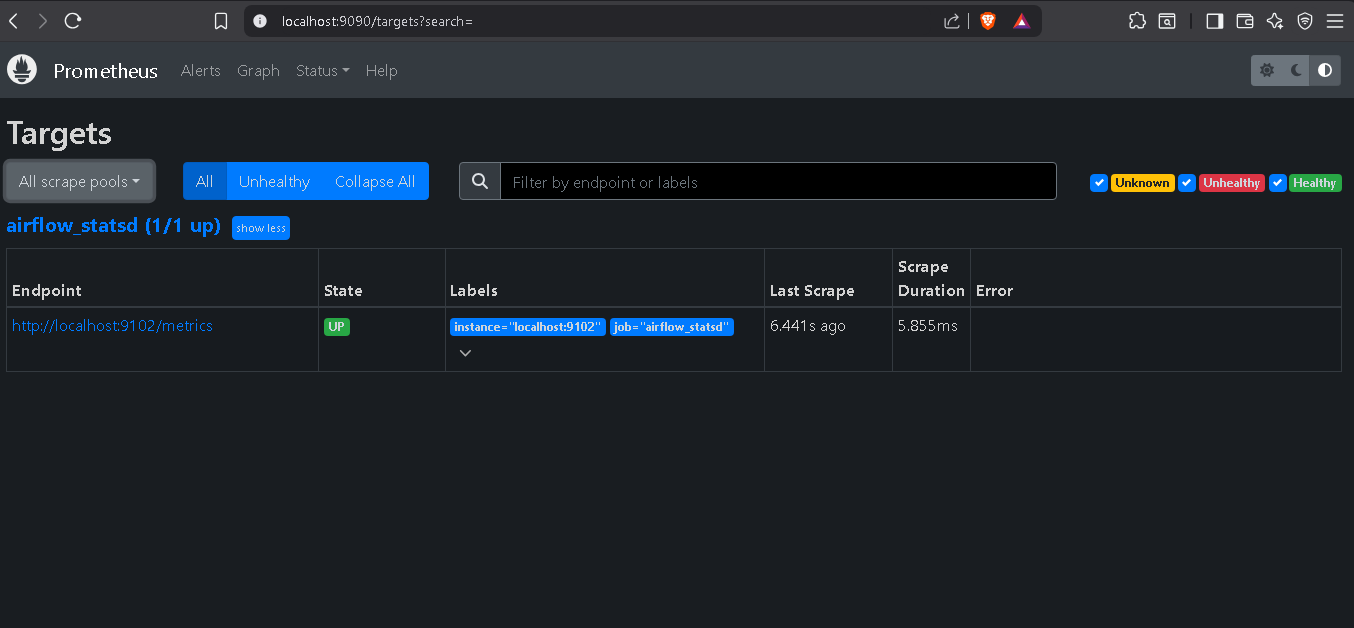 localhost:9090/targets?search=
Prometheus Alerts Graph Status Help
Targets
All scrape pools All Unhealthy Collapse All Filter by endpoint or labels Unknown Unhealthy Healthy
airflow_statsd (1/1 up) show less
Endpoint State Labels Last Scrape Scrape Duration Error
http://localhost:9102/metrics UP instance="localhost:9102" job="airflow_statsd" 6.441s ago 5.855ms